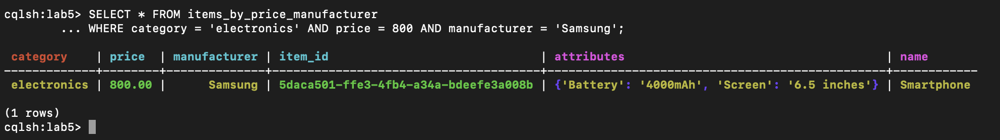 cqlsh:lab5> SELECT * FROM items_by_price_manufacturer
        ... WHERE category = 'electronics' AND price = 800 AND manufacturer = 'Samsung';
 category    | price  | manufacturer | item_id                              | attributes                                     | name
-------------+--------+--------------+--------------------------------------+------------------------------------------------+------------
 electronics | 800.00 |      Samsung | 5daca501-ffe3-4fb4-a34a-bdeefe3a008b | {'Battery': '4000mAh', 'Screen': '6.5 inches'} | Smartphone
(1 rows)
cqlsh:lab5>